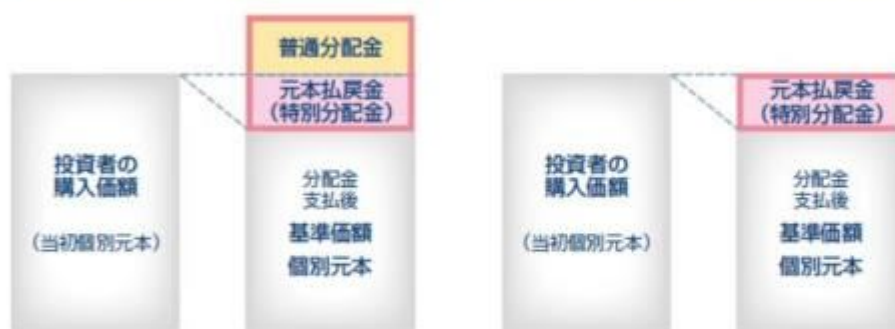 普通分配金
元本払戻金
（特別分配金）
投資者の
購入価額
（当初個別元本）
分配金
支払後
基準価額
個別元本
元本払戻金
（特別分配金）
投資者の
購入価額
（当初個別元本）
分配金
支払後
基準価額
個別元本